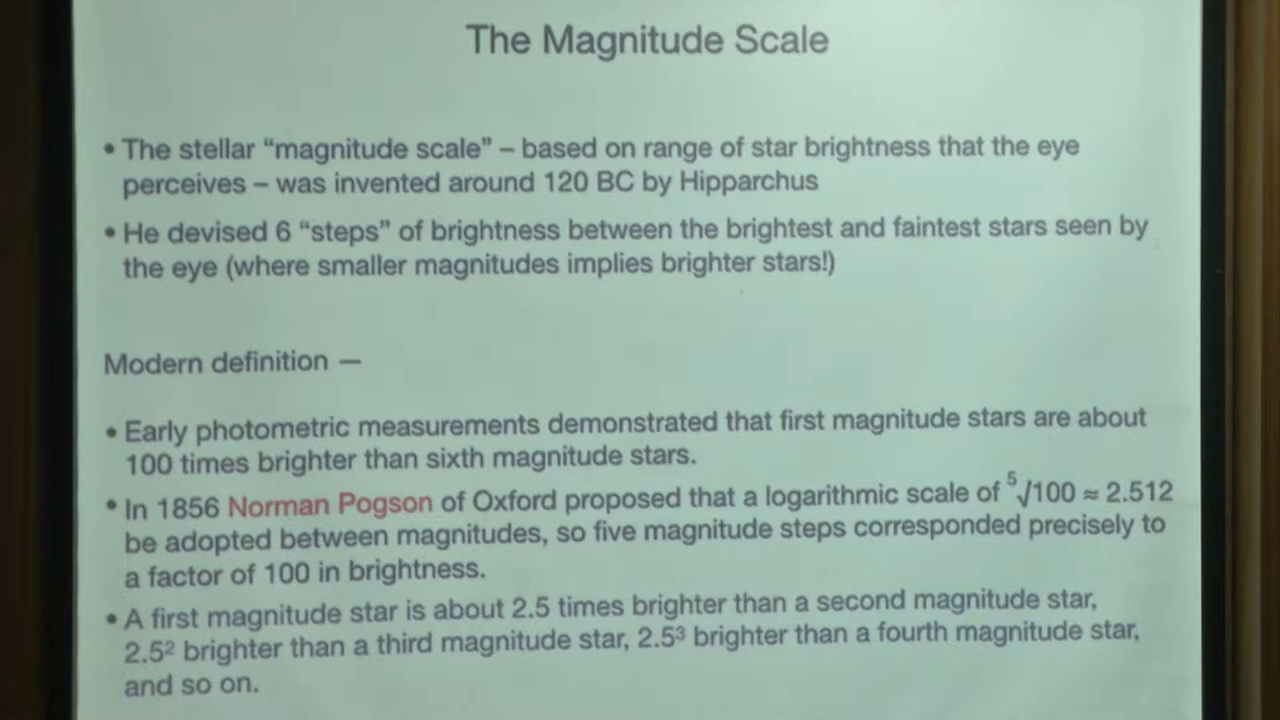 The Magnitude Scale
• The stellar “magnitude scale” – based on range of star brightness that the eye
perceives – was invented around 120 BC by Hipparchus
• He devised 6 “steps” of brightness between the brightest and faintest stars seen by
the eye (where smaller magnitudes implies brighter stars!)
Modern definition —
• Early photometric measurements demonstrated that first magnitude stars are about
100 times brighter than sixth magnitude stars.
• In 1856 Norman Pogson of Oxford proposed that a logarithmic scale of ⁵√100 ≈ 2.512
be adopted between magnitudes, so five magnitude steps corresponded precisely to
a factor of 100 in brightness.
• A first magnitude star is about 2.5 times brighter than a second magnitude star,
2.5² brighter than a third magnitude star, 2.5³ brighter than a fourth magnitude star,
and so on.